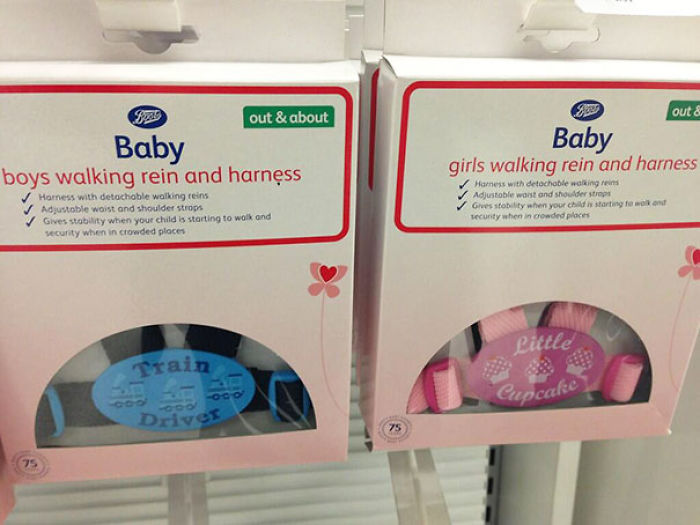 Boots
out & about
Baby
boys walking rein and harness
✓ Harness with detachable walking reins
✓ Adjustable waist and shoulder straps
✓ Gives stability when your child is starting to walk and
security when in crowded places
Train
Driver
75
Boots
out &
Baby
girls walking rein and harness
✓ Harness with detachable walking reins
✓ Adjustable waist and shoulder straps
✓ Gives stability when your child is starting to walk and
security when in crowded places
Little
Cupcake
75